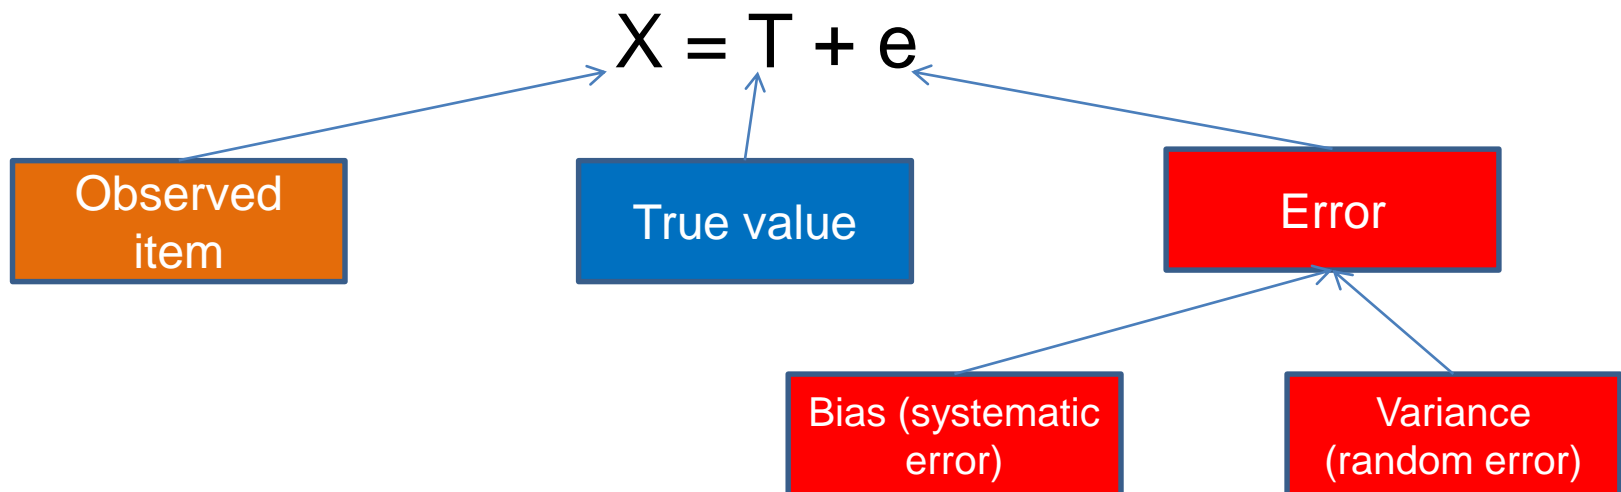 X = T + e
Observed
item
True value
Error
Bias (systematic
error)
Variance
(random error)